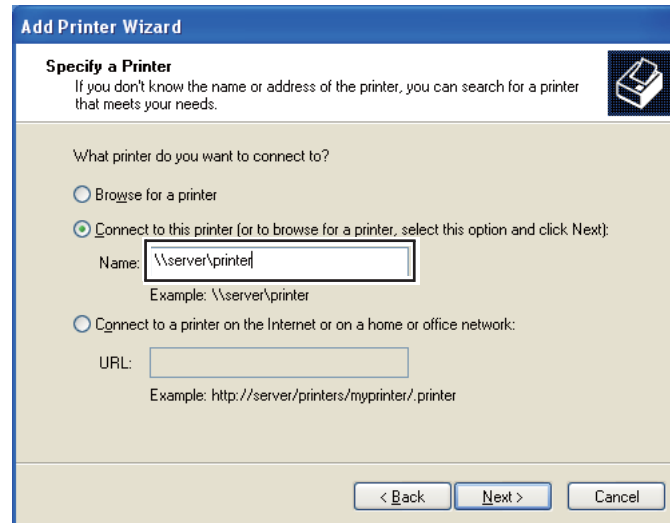 Add Printer Wizard
Specify a Printer
If you don't know the name or address of the printer, you can search for a printer
that meets your needs.
What printer do you want to connect to?
Browse for a printer
Connect to this printer (or to browse for a printer, select this option and click Next):
Name: \\server\printer
Example: \\server\printer
Connect to a printer on the Internet or on a home or office network:
URL:
Example: http://server/printers/myprinter/.printer
< Back Next > Cancel